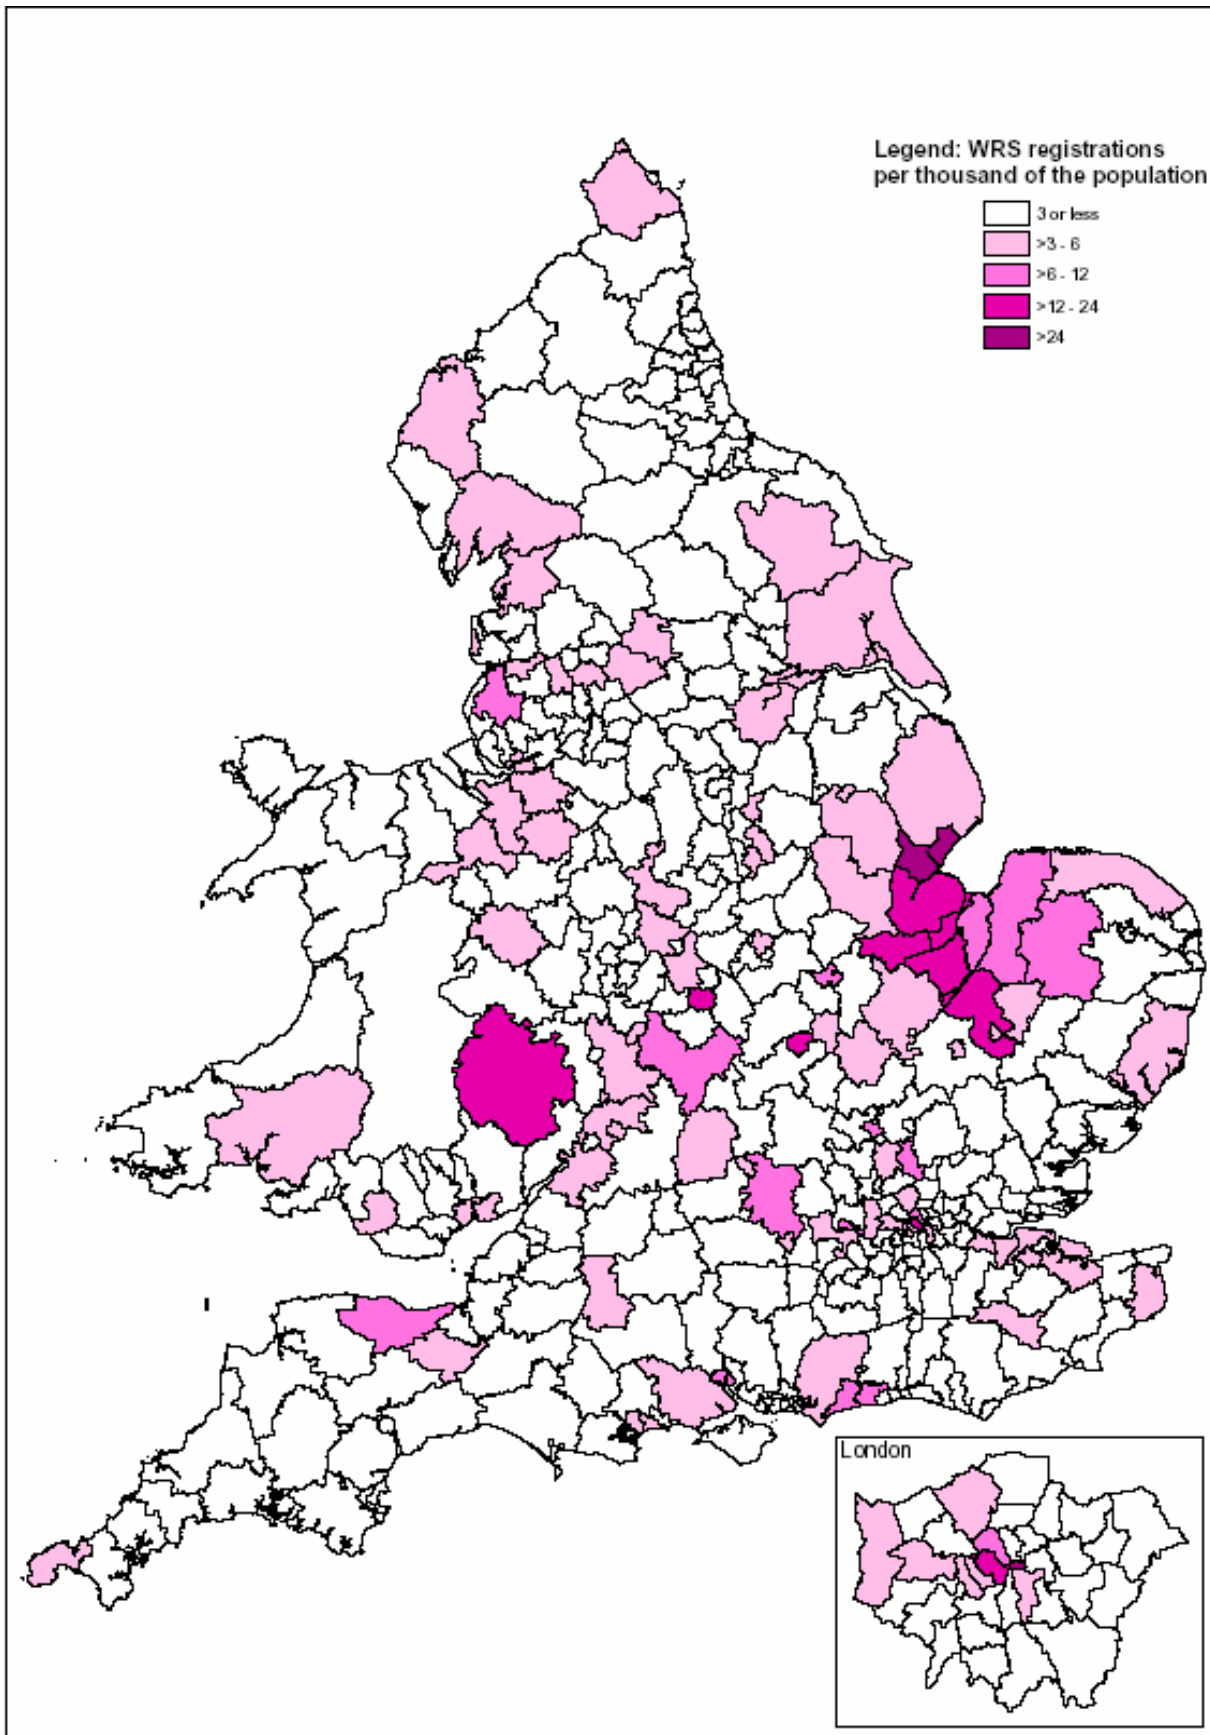 Legend: WRS registrations
per thousand of the population
3 or less
>3 - 6
>6 - 12
>12 - 24
>24
London